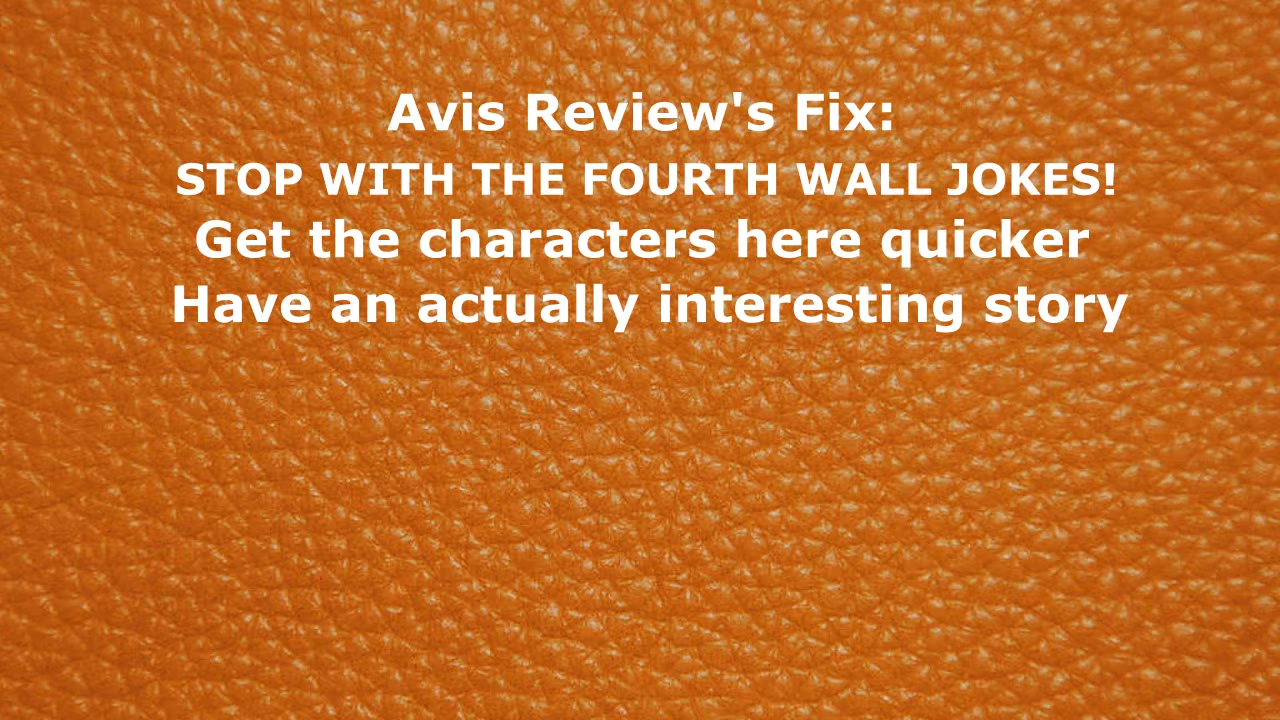 Avis Review's Fix:
STOP WITH THE FOURTH WALL JOKES!
Get the characters here quicker
Have an actually interesting story